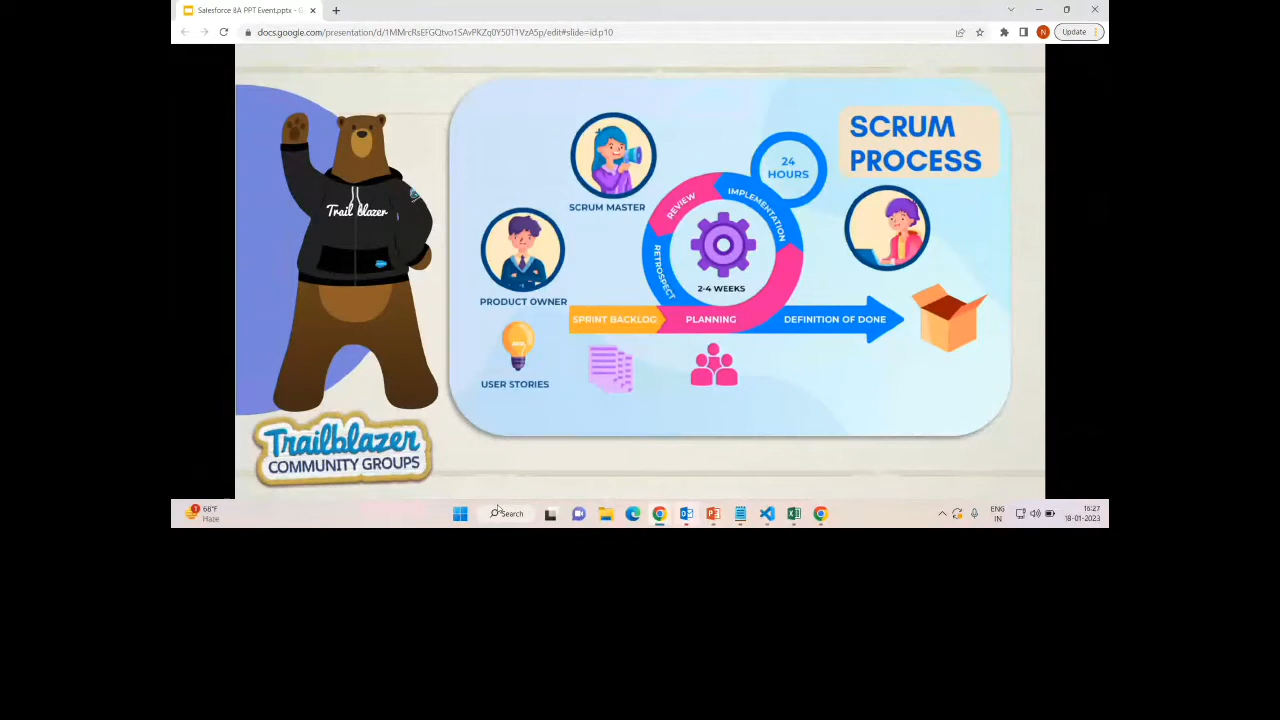 Salesforce BA PPT Event.pptx - G
docs.google.com/presentation/d/1MMrcRsEFGQtvo1SAvPKZq0Y50T1VzA5p/edit#slide=id.p10
N
Update
SCRUM
PROCESS
24
HOURS
SCRUM MASTER
REVIEW
IMPLEMENTATION
RETROSPECT
2-4 WEEKS
PRODUCT OWNER
SPRINT BACKLOG
PLANNING
DEFINITION OF DONE
USER STORIES
Trail blazer
Trailblazer
COMMUNITY GROUPS
1
68°F
Haze
Search
ENG
IN
16:27
18-01-2023